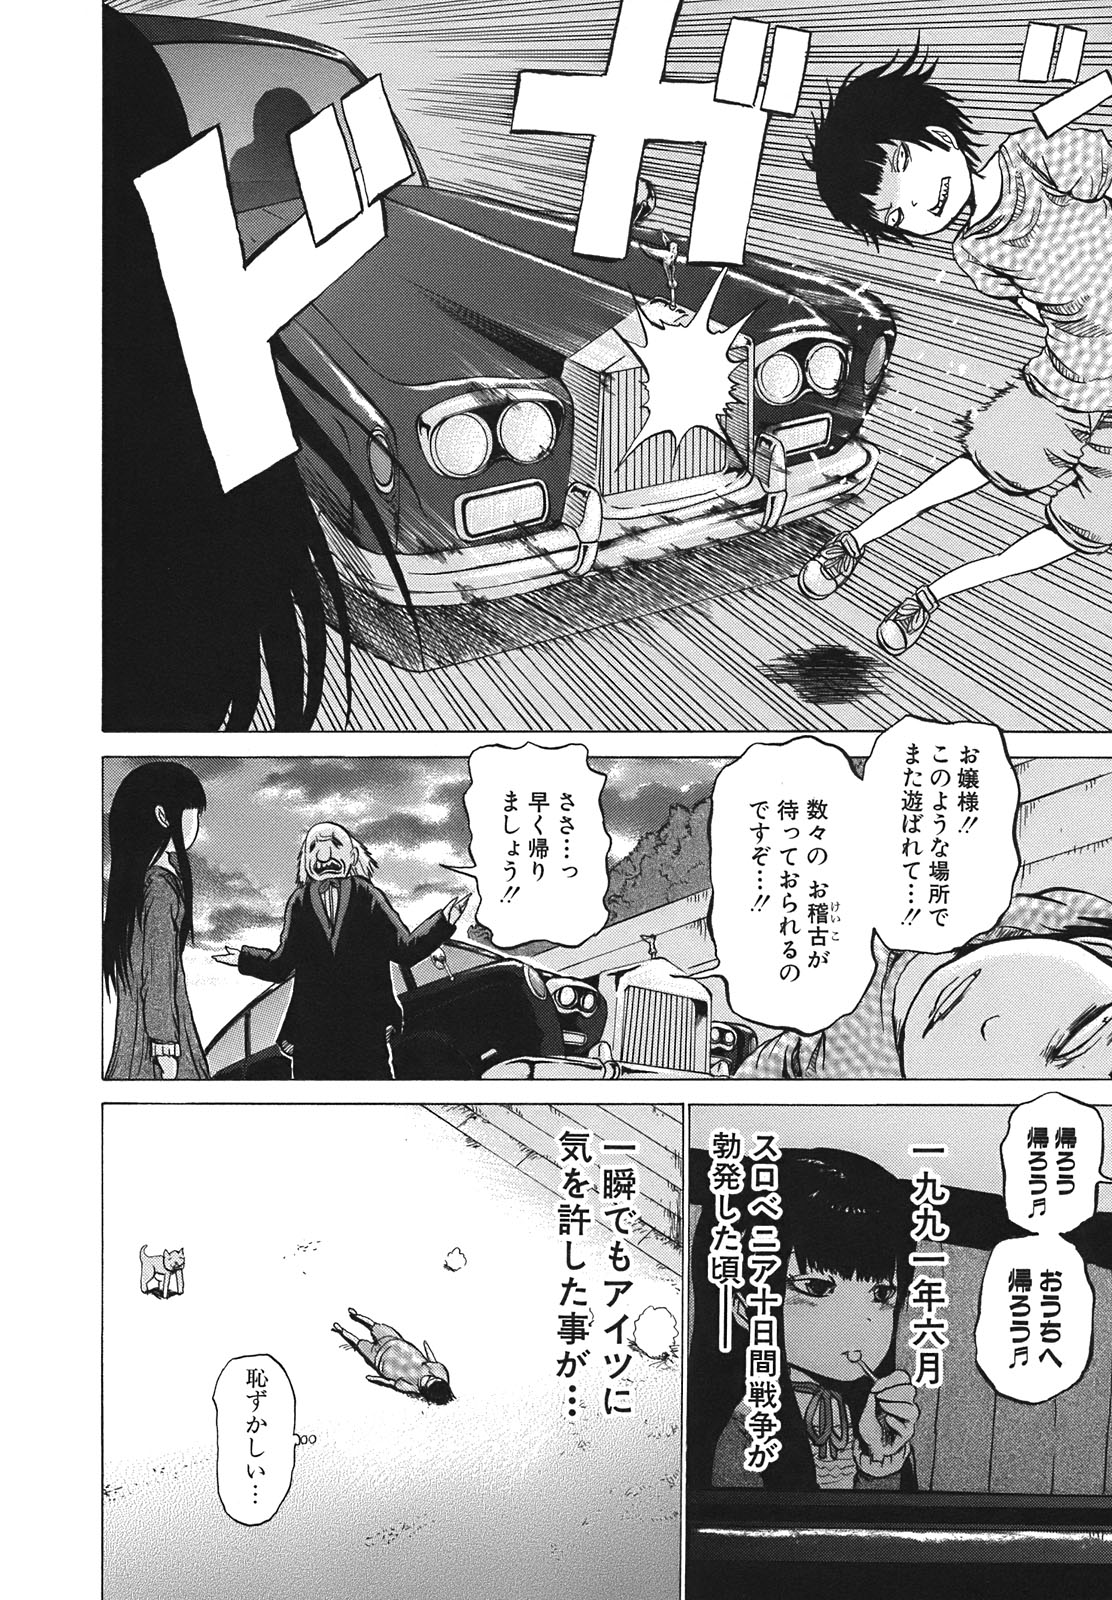 ガッ
ドッ
お嬢様!!
このような場所で
また遊ばれて…!!
数々のお稽古が
けいこ
待っておられるの
ですぞ…!!
ささ…っ
早く帰り
ましょう!!
帰ろう
帰ろう♫
おうちへ
帰ろう♫
一九九一年六月
スロベニア十日間戦争が
勃発した頃――
一瞬でもアイツに
気を許した事が…
恥ずかしい…